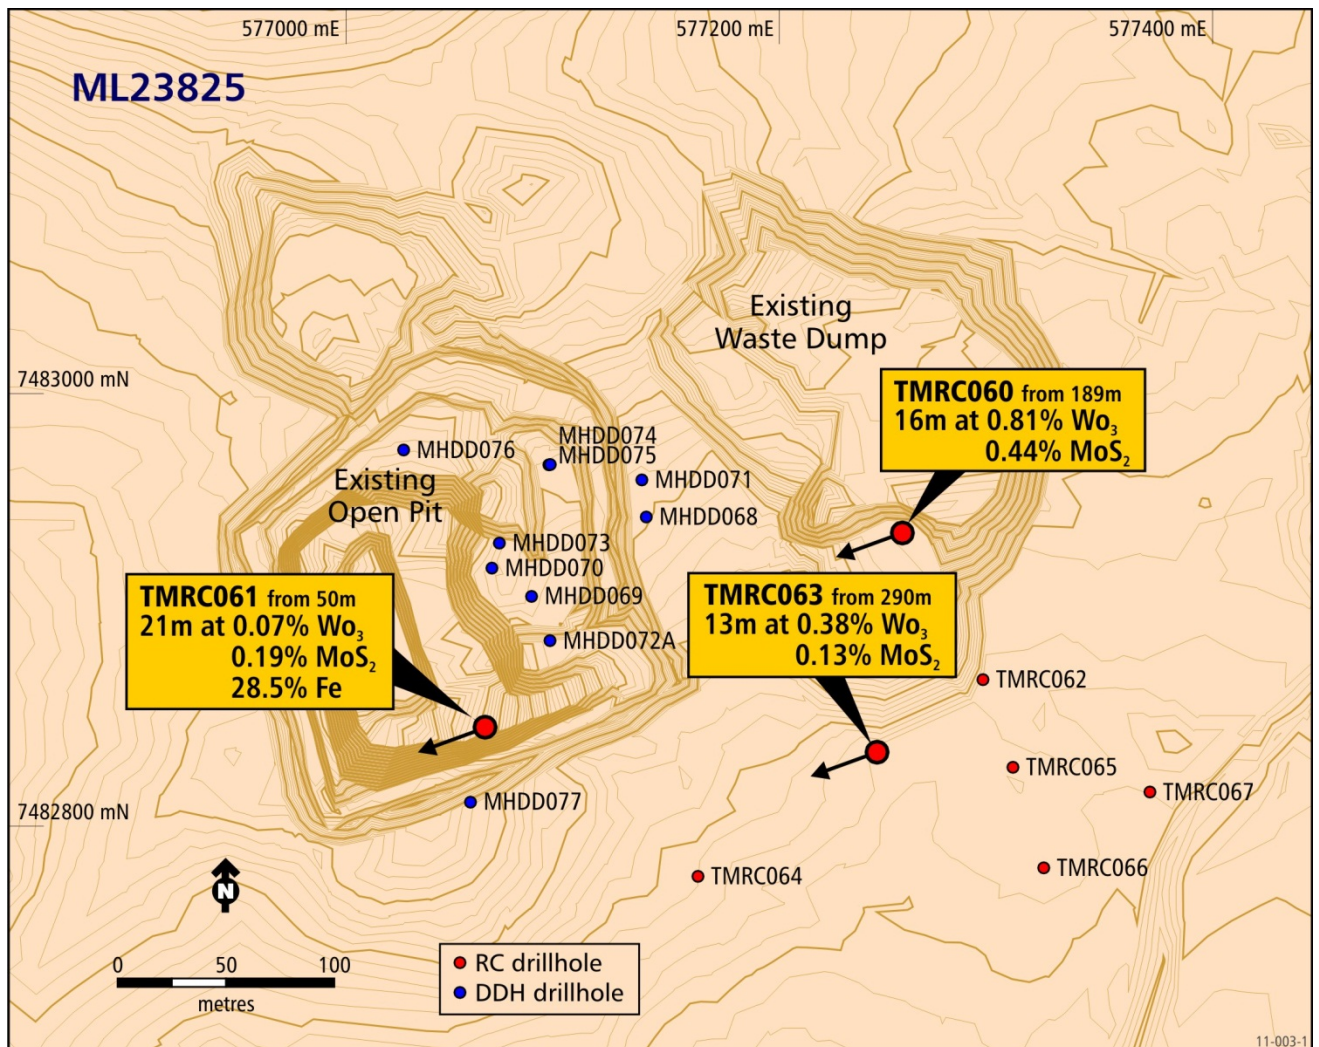 577000 mE
577200 mE
577400 mE
ML23825
Existing
Waste Dump
7483000 mN
TMRC060 from 189m
16m at 0.81% Wo₃
0.44% MoS₂
MHDD074
MHDD075
MHDD076
MHDD071
Existing
Open Pit
MHDD068
MHDD073
MHDD070
MHDD069
MHDD072A
TMRC061 from 50m
21m at 0.07% Wo₃
0.19% MoS₂
28.5% Fe
TMRC063 from 290m
13m at 0.38% Wo₃
0.13% MoS₂
TMRC062
TMRC065
TMRC067
MHDD077
7482800 mN
TMRC066
TMRC064
N
0 50 100
metres
RC drillhole
DDH drillhole
11-003-1